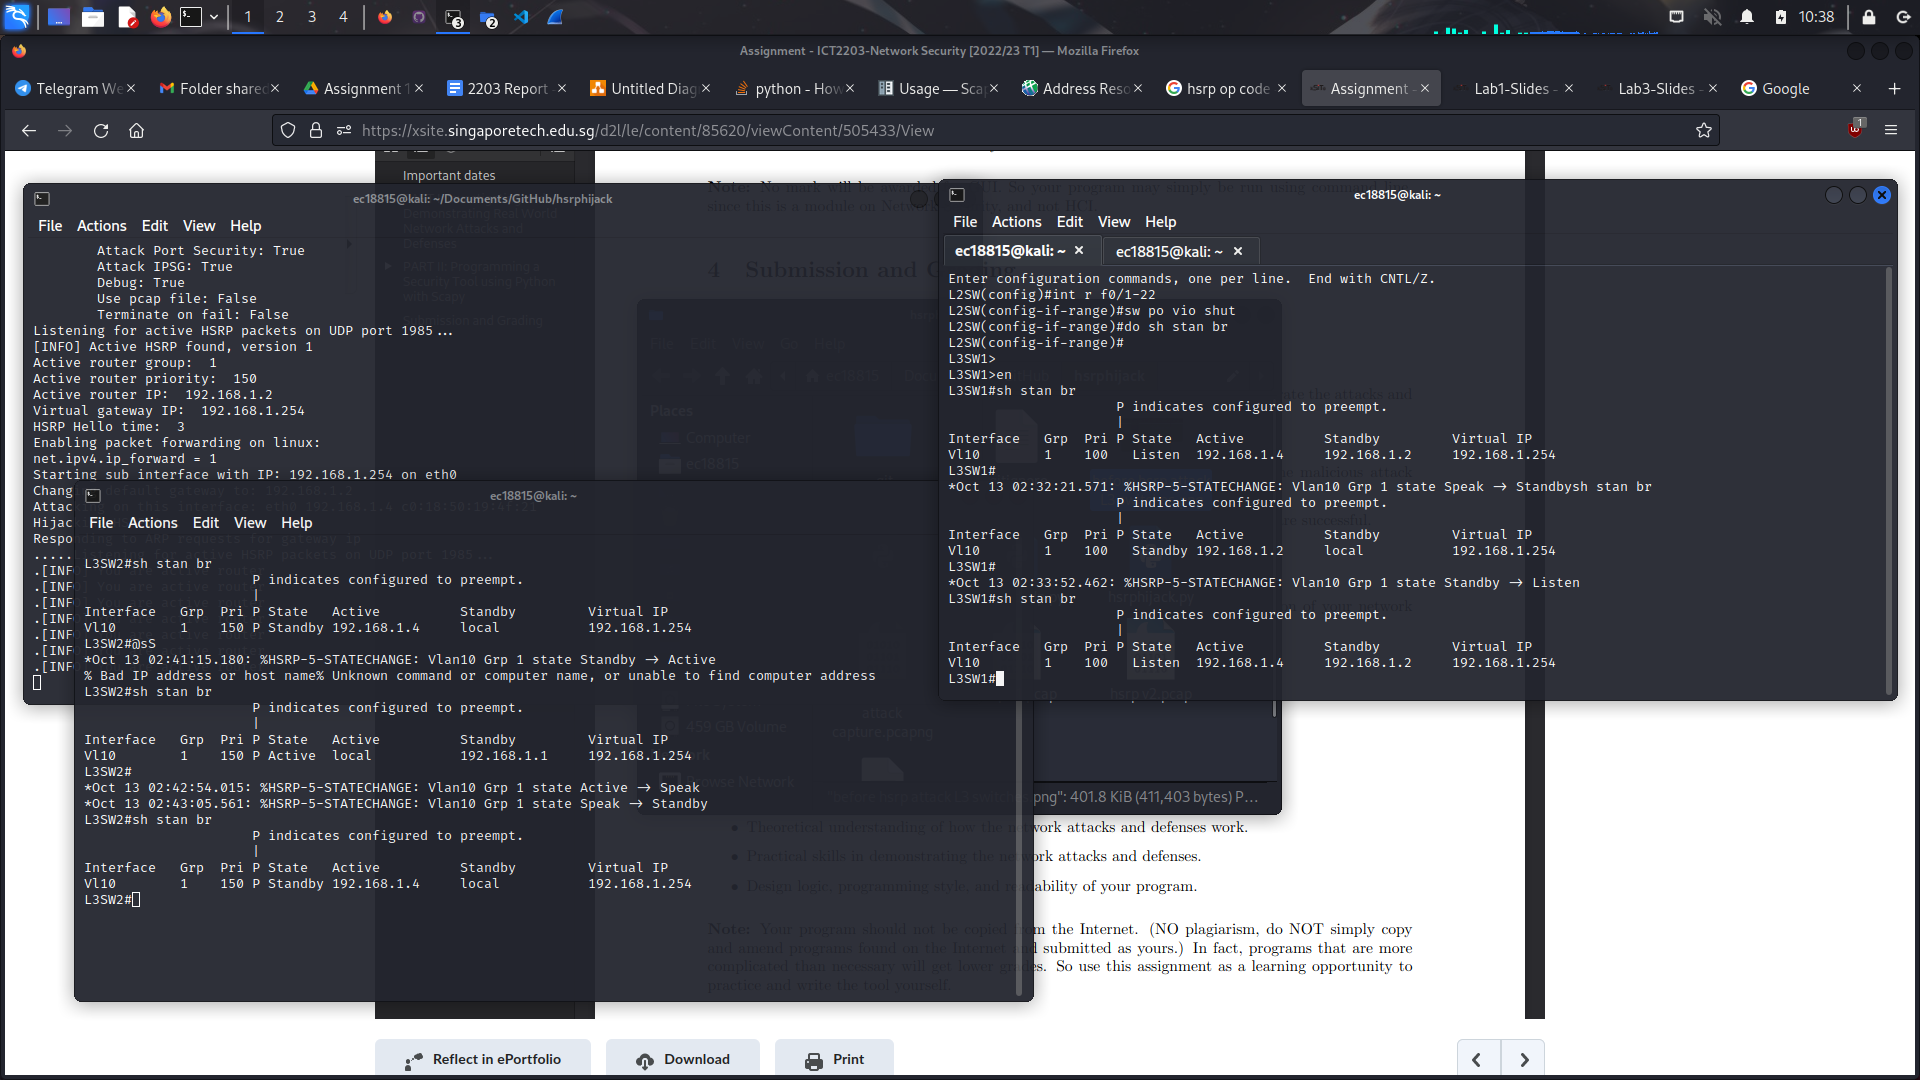 1 2 3 4
3 2
10:38
Assignment - ICT2203-Network Security [2022/23 T1] — Mozilla Firefox
Telegram We
Folder share
Assignment 1
2203 Report -
Untitled Diag
python - How
Usage — Sca
Address Reso
hsrp op code
Assignment -
Lab1-Slides -
Lab3-Slides -
Google
https://xsite.singaporetech.edu.sg/d2l/le/content/85620/viewContent/505433/View
1
Important dates
ec18815@kali: ~/Documents/GitHub/hsrphijack
File Actions Edit View Help
Attack Port Security: True
Attack IPSG: True
Debug: True
Use pcap file: False
Terminate on fail: False
Listening for active HSRP packets on UDP port 1985...
[INFO] Active HSRP found, version 1
Active router group:  1
Active router priority:  150
Active router IP:  192.168.1.2
Virtual gateway IP:  192.168.1.254
HSRP Hello time:  3
Enabling packet forwarding on linux:
net.ipv4.ip_forward = 1
Starting sub interface with IP: 192.168.1.254 on eth0
Chang
Attac
Hijac
Respo
.....
.[INF
.[INF
.[INF
.[INF
.[INF
.[INF
.[INF
ec18815@kali: ~
File Actions Edit View Help
L3SW2#sh stan br
P indicates configured to preempt.
|
Interface Grp Pri P State Active Standby Virtual IP
Vl10 1 150 P Standby 192.168.1.4 local 192.168.1.254
L3SW2#@sS
*Oct 13 02:41:15.180: %HSRP-5-STATECHANGE: Vlan10 Grp 1 state Standby → Active
% Bad IP address or host name% Unknown command or computer name, or unable to find computer address
L3SW2#sh stan br
P indicates configured to preempt.
|
Interface Grp Pri P State Active Standby Virtual IP
Vl10 1 150 P Active local 192.168.1.1 192.168.1.254
L3SW2#
*Oct 13 02:42:54.015: %HSRP-5-STATECHANGE: Vlan10 Grp 1 state Active → Speak
*Oct 13 02:43:05.561: %HSRP-5-STATECHANGE: Vlan10 Grp 1 state Speak → Standby
L3SW2#sh stan br
P indicates configured to preempt.
|
Interface Grp Pri P State Active Standby Virtual IP
Vl10 1 150 P Standby 192.168.1.4 local 192.168.1.254
L3SW2#
ec18815@kali: ~
File Actions Edit View Help
ec18815@kali: ~
ec18815@kali: ~
Enter configuration commands, one per line.  End with CNTL/Z.
L2SW(config)#int r f0/1-22
L2SW(config-if-range)#sw po vio shut
L2SW(config-if-range)#do sh stan br
L2SW(config-if-range)#
L3SW1>
L3SW1>en
L3SW1#sh stan br
P indicates configured to preempt.
|
Interface Grp Pri P State Active Standby Virtual IP
Vl10 1 100 Listen 192.168.1.4 192.168.1.2 192.168.1.254
L3SW1#
*Oct 13 02:32:21.571: %HSRP-5-STATECHANGE: Vlan10 Grp 1 state Speak → Standbysh stan br
P indicates configured to preempt.
|
Interface Grp Pri P State Active Standby Virtual IP
Vl10 1 100 Standby 192.168.1.2 local 192.168.1.254
L3SW1#
*Oct 13 02:33:52.462: %HSRP-5-STATECHANGE: Vlan10 Grp 1 state Standby → Listen
L3SW1#sh stan br
P indicates configured to preempt.
|
Interface Grp Pri P State Active Standby Virtual IP
Vl10 1 100 Listen 192.168.1.4 192.168.1.2 192.168.1.254
L3SW1#
png": 401.8 KiB (411,403 bytes) P...
• Theoretical understanding of how the network attacks and defenses work.
• Practical skills in demonstrating the network attacks and defenses.
• Design logic, programming style, and readability of your program.
Note: Your program should not be copied from the Internet. (NO plagiarism, do NOT simply copy
and amend programs found on the Internet and submitted as yours.) In fact, programs that are more
complicated than necessary will get lower grades. So use this assignment as a learning opportunity to
practice and write the tool yourself.
Reflect in ePortfolio
Download
Print